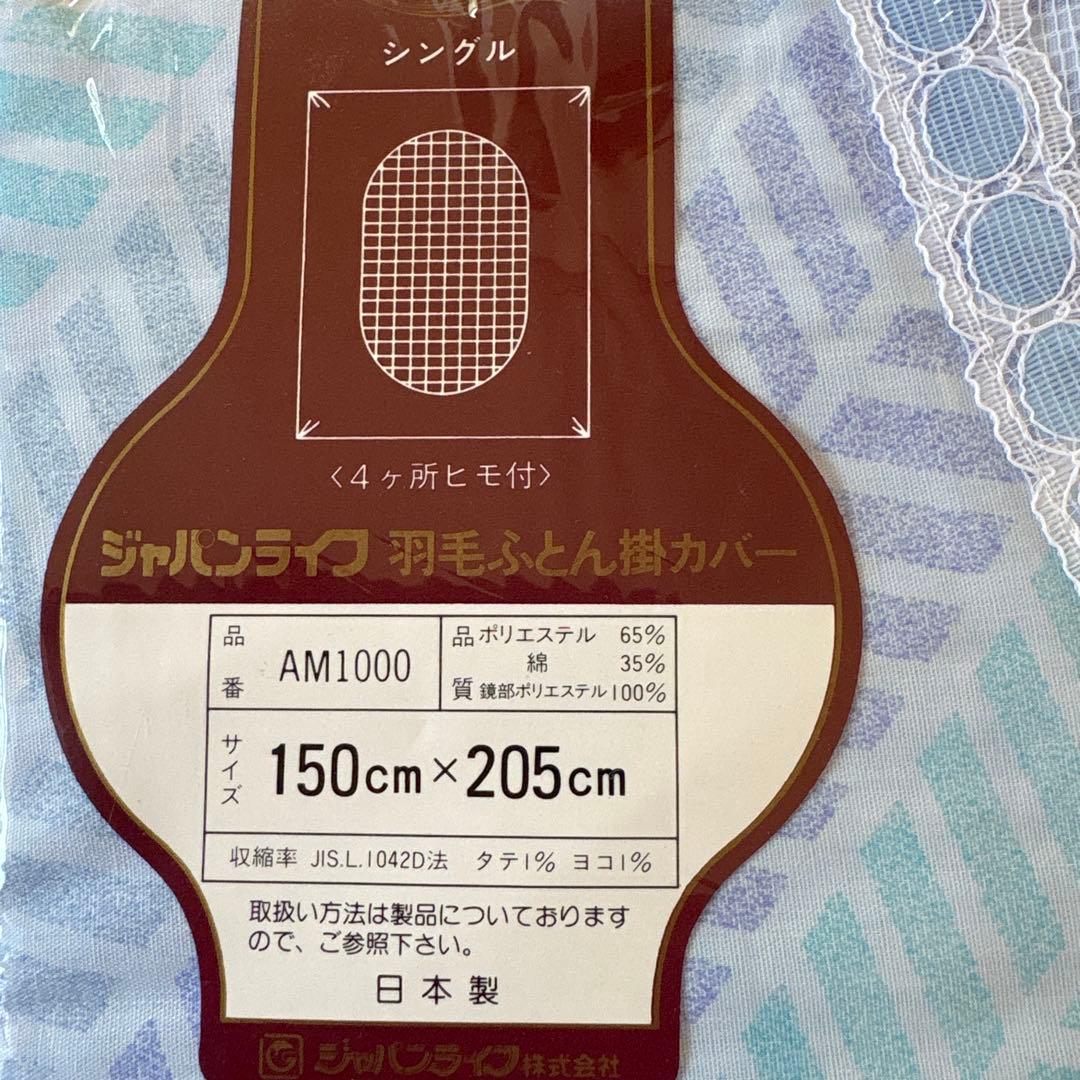 シングル
〈4ヶ所ヒモ付〉
ジャパンライフ 羽毛ふとん掛カバー
品番 AM1000
品質 ポリエステル 65%
綿 35%
鏡部ポリエステル100%
サイズ 150cm×205cm
収縮率 JIS.L.1042D法 タテ1% ヨコ1%
取扱い方法は製品についております
ので、ご参照下さい。
日本製
ジャパンライフ株式会社